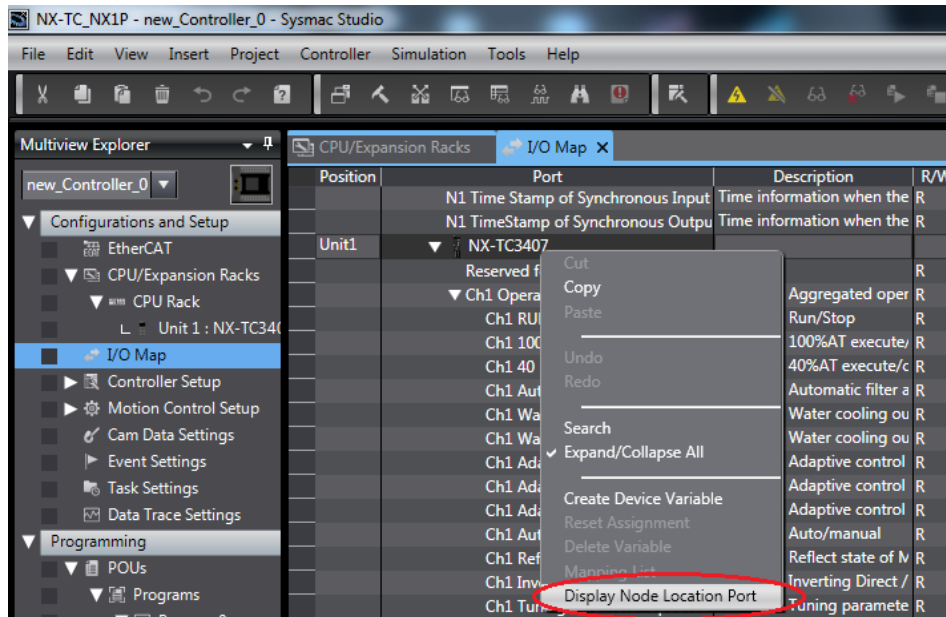 NX-TC_NX1P - new_Controller_0 - Sysmac Studio
File Edit View Insert Project Controller Simulation Tools Help
Multiview Explorer
new_Controller_0
Configurations and Setup
EtherCAT
CPU/Expansion Racks
CPU Rack
Unit 1 : NX-TC340
I/O Map
Controller Setup
Motion Control Setup
Cam Data Settings
Event Settings
Task Settings
Data Trace Settings
Programming
POUs
Programs
CPU/Expansion Racks I/O Map
Position Port Description R/W
N1 Time Stamp of Synchronous Input Time information when the R
N1 TimeStamp of Synchronous Outpu Time information when the R
Unit1 NX-TC3407
Reserved f R
Ch1 Opera Aggregated oper R
Ch1 RU Run/Stop R
Ch1 100 100%AT execute/ R
Ch1 40 40%AT execute/c R
Ch1 Aut Automatic filter a R
Ch1 Wa Water cooling ou R
Ch1 Wa Water cooling ou R
Ch1 Ada Adaptive control R
Ch1 Ada Adaptive control R
Ch1 Ada Adaptive control R
Ch1 Aut Auto/manual R
Ch1 Ref Reflect state of M R
Ch1 Inv Inverting Direct / R
Ch1 Tun Tuning paramete R
Cut
Copy
Paste
Undo
Redo
Search
Expand/Collapse All
Create Device Variable
Reset Assignment
Delete Variable
Mapping List
Display Node Location Port